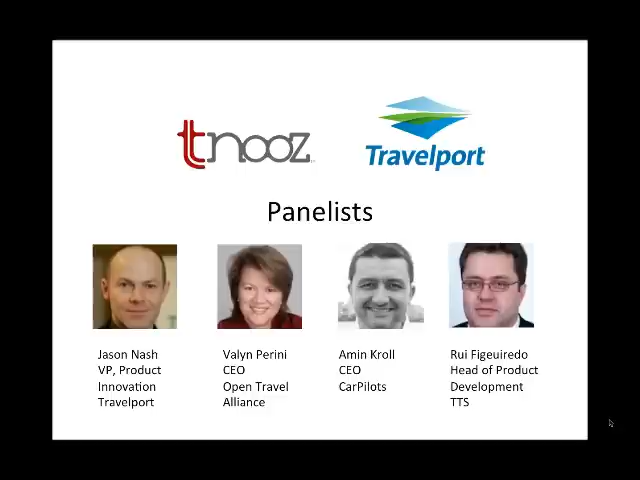 tnooz
Travelport
Panelists
Jason Nash
VP, Product
Innovation
Travelport
Valyn Perini
CEO
Open Travel
Alliance
Amin Kroll
CEO
CarPilots
Rui Figeuiredo
Head of Product
Development
TTS